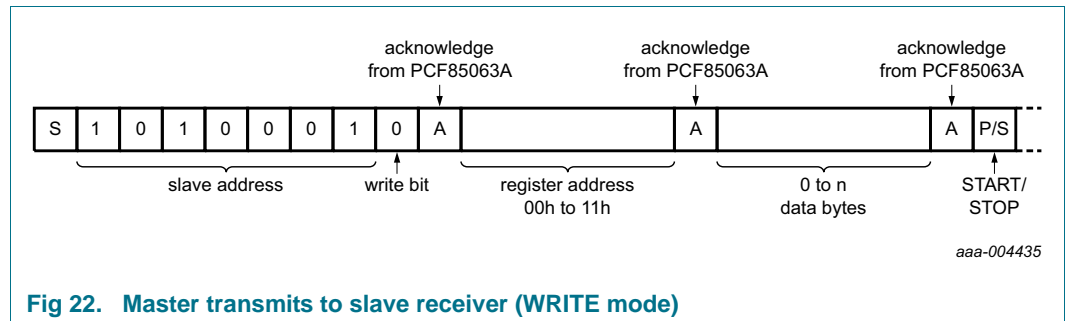 acknowledge
from PCF85063A
acknowledge
from PCF85063A
acknowledge
from PCF85063A
S 1 0 1 0 0 0 1 0 A A A P/S
slave address
write bit
register address
00h to 11h
0 to n
data bytes
START/
STOP
aaa-004435
Fig 22. Master transmits to slave receiver (WRITE mode)